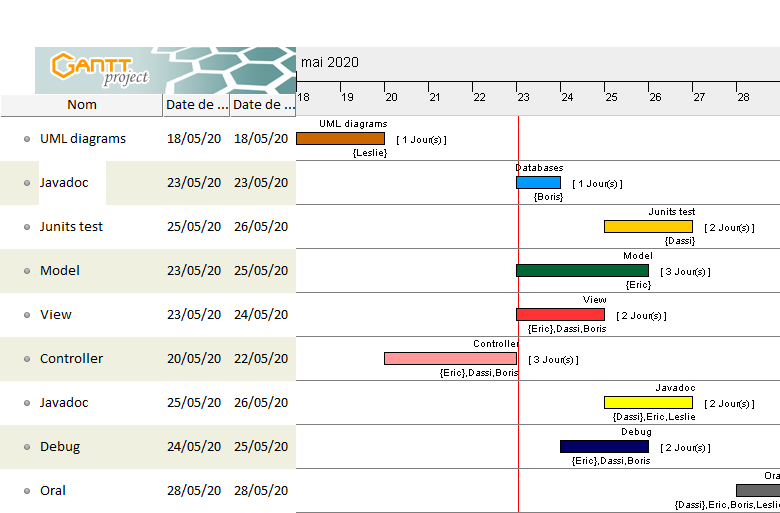 GANTT project
mai 2020
Nom Date de ... Date de ...
18 19 20 21 22 23 24 25 26 27 28
UML diagrams 18/05/20 18/05/20 UML diagrams [ 1 Jour(s) ] {Leslie}
Javadoc 23/05/20 23/05/20 Databases [ 1 Jour(s) ] {Boris}
Junits test 25/05/20 26/05/20 Junits test [ 2 Jour(s) ] {Dassi}
Model 23/05/20 25/05/20 Model [ 3 Jour(s) ] {Eric}
View 23/05/20 24/05/20 View [ 2 Jour(s) ] {Eric},Dassi,Boris
Controller 20/05/20 22/05/20 Controller [ 3 Jour(s) ] {Eric},Dassi,Boris
Javadoc 25/05/20 26/05/20 Javadoc [ 2 Jour(s) ] {Dassi},Eric,Leslie
Debug 24/05/20 25/05/20 Debug [ 2 Jour(s) ] {Eric},Dassi,Boris
Oral 28/05/20 28/05/20 Ora {Dassi},Eric,Boris,Lesli